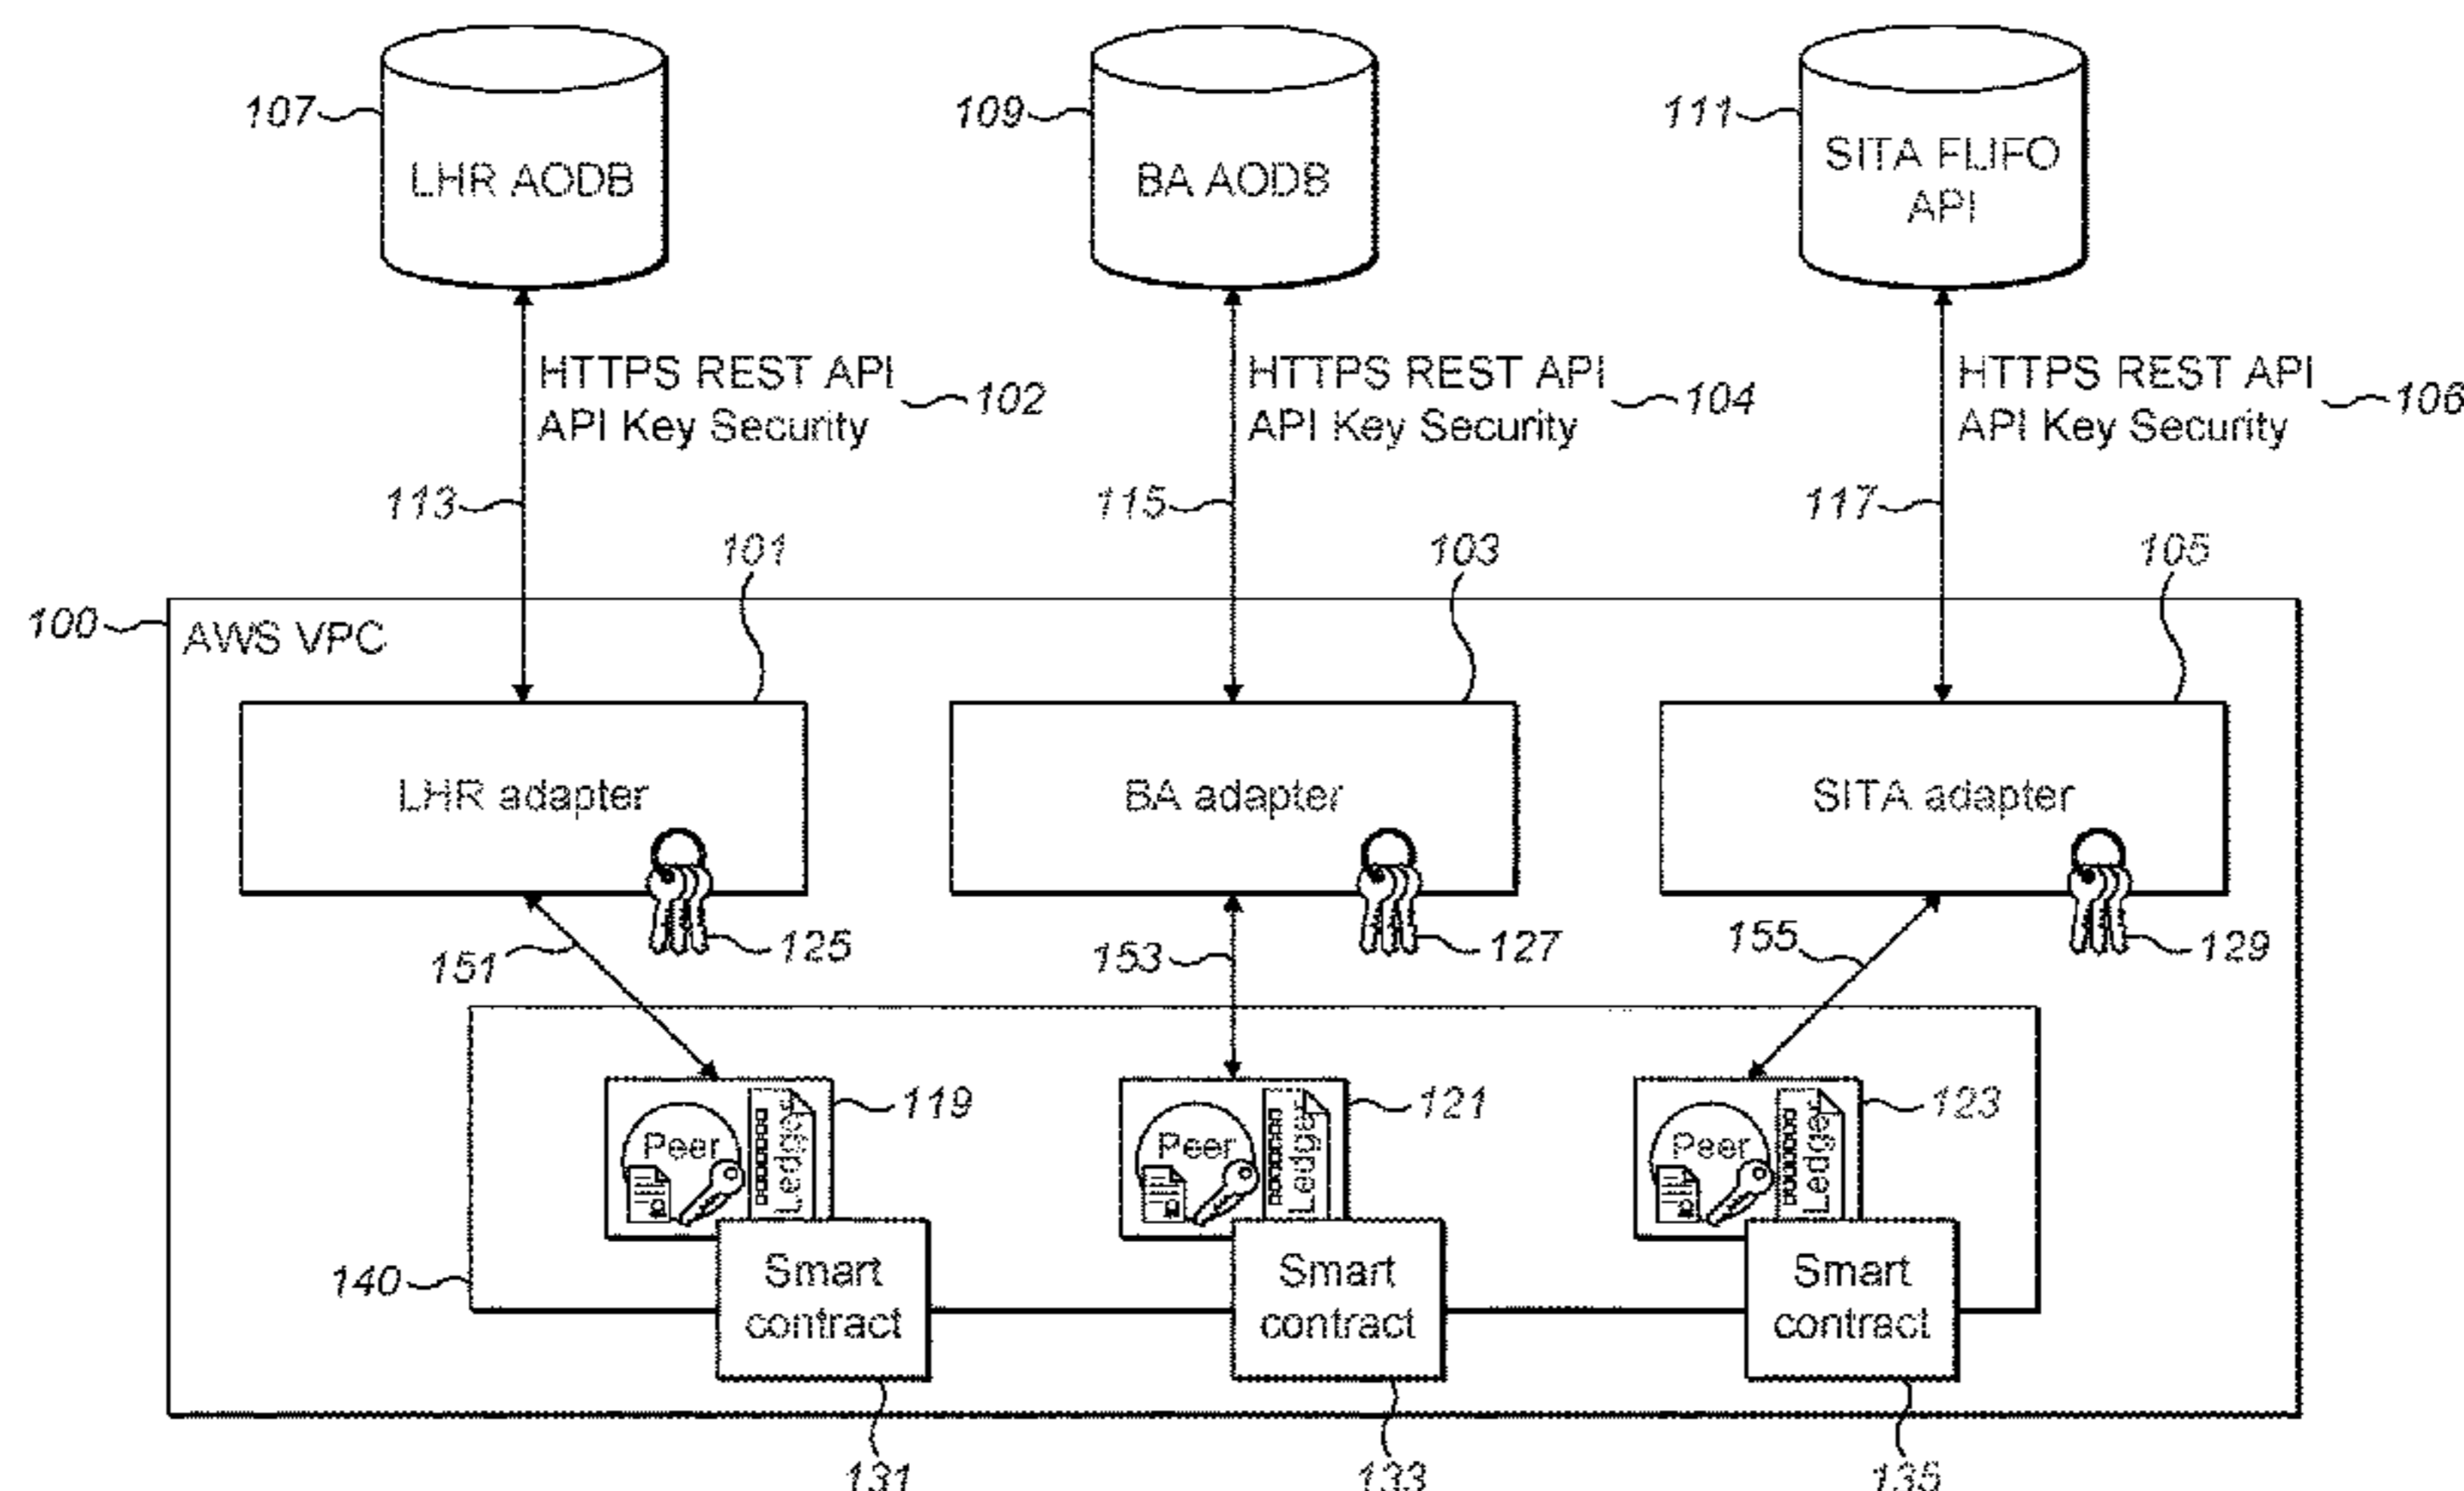 107
LHR AODB
109
BA AODB
111
SITA FLIFO
API
HTTPS REST API
API Key Security
102
HTTPS REST API
API Key Security
104
HTTPS REST API
API Key Security
106
113
115
117
101
103
105
100
AWS VPC
LHR adapter
BA adapter
SITA adapter
151
125
153
127
155
129
Peer
Ledger
119
Peer
Ledger
121
Peer
Ledger
123
140
Smart
contract
Smart
contract
Smart
contract
131
133
135